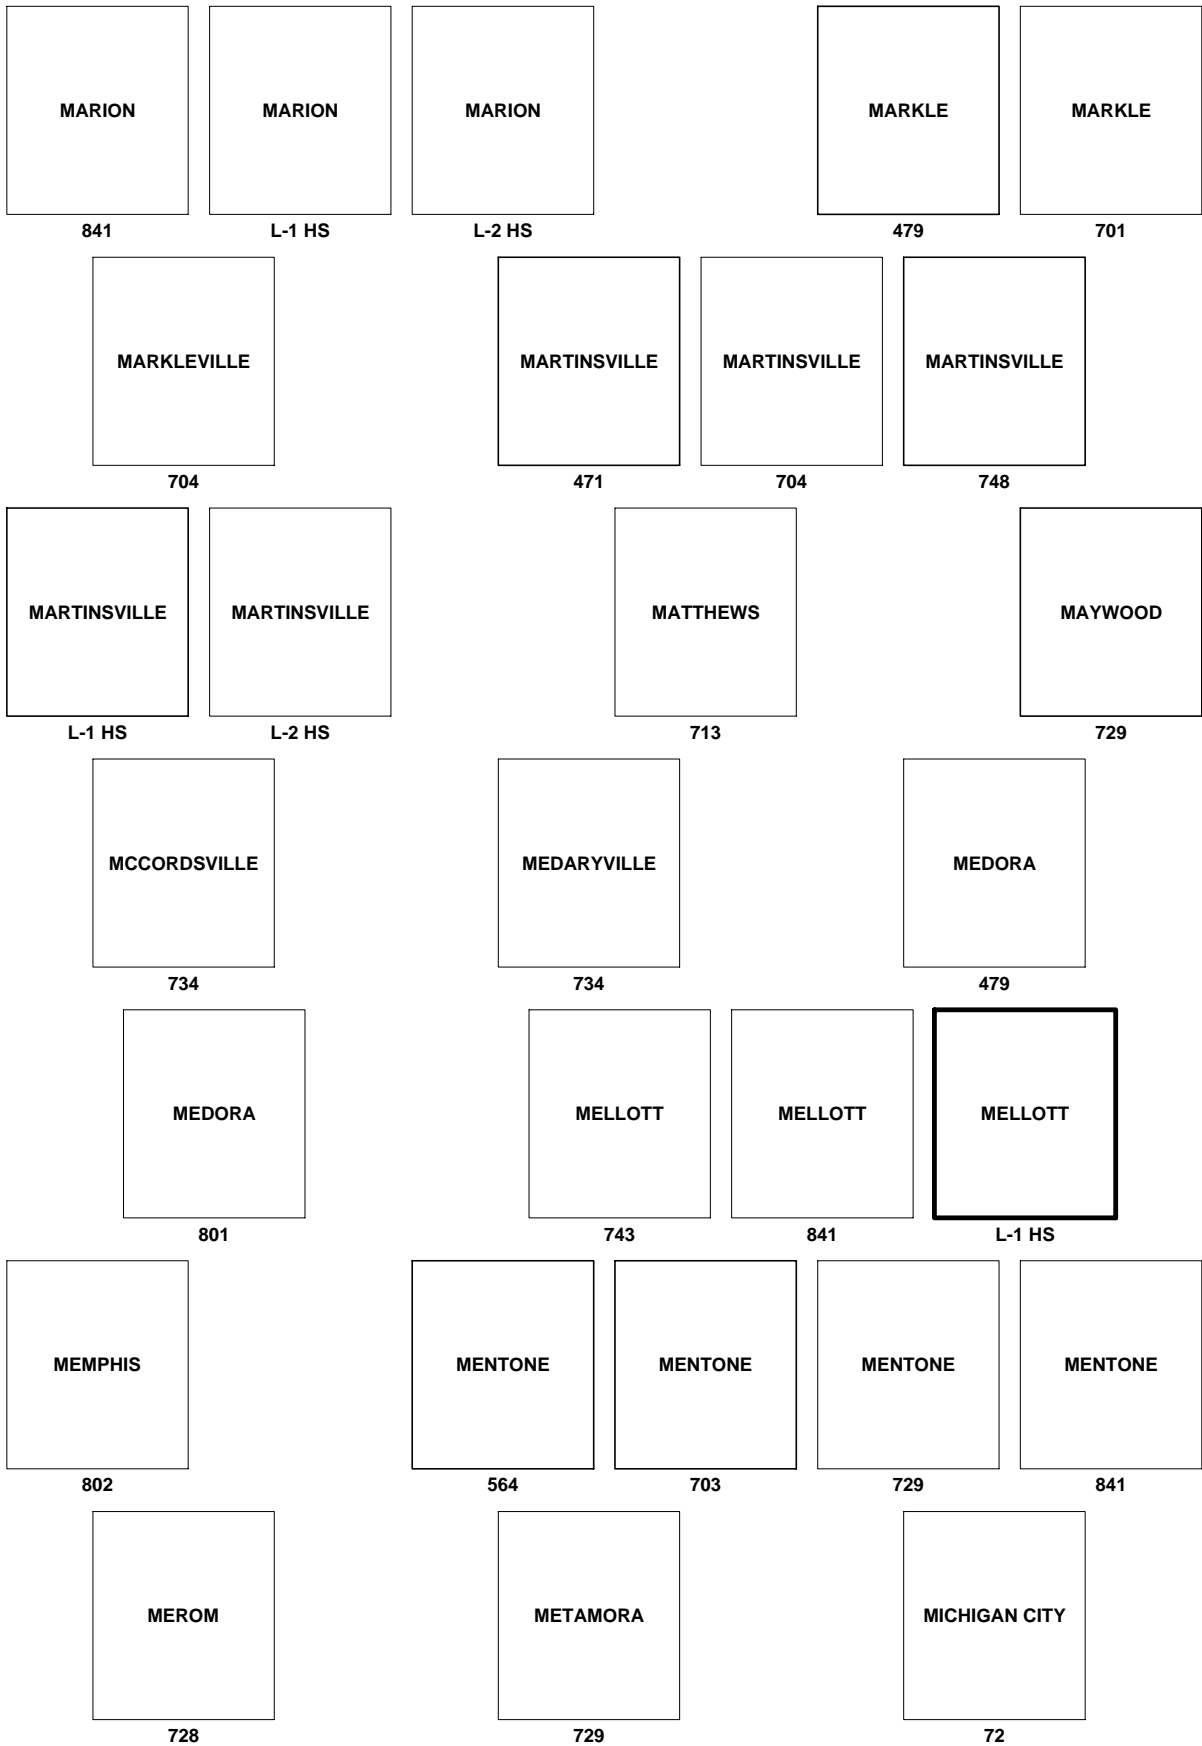 MARION MARION MARION MARKLE MARKLE
841 L-1 HS L-2 HS 479 701
MARKLEVILLE MARTINSVILLE MARTINSVILLE MARTINSVILLE
704 471 704 748
MARTINSVILLE MARTINSVILLE MATTHEWS MAYWOOD
L-1 HS L-2 HS 713 729
MCCORDSVILLE MEDARYVILLE MEDORA
734 734 479
MEDORA MELLOTT MELLOTT MELLOTT
801 743 841 L-1 HS
MEMPHIS MENTONE MENTONE MENTONE MENTONE
802 564 703 729 841
MEROM METAMORA MICHIGAN CITY
728 729 72